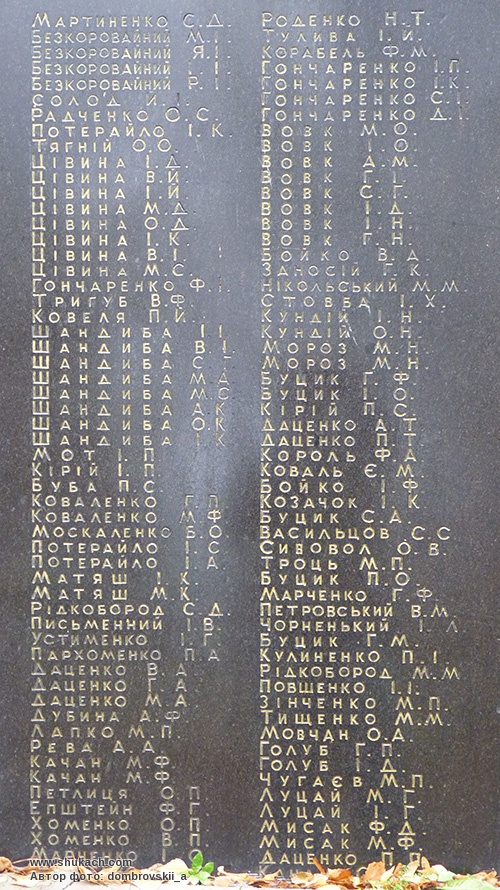 Мартиненко С.Д.
Безкоровайний М.І.
Безкоровайний Я.І.
Безкоровайний І.І.
Безкоровайний Р.І.
Солод И.І.
Радченко О.С.
Потерайло І.К.
Тягній О.О.
Цівина І.Д.
Цівина В.И.
Цівина І.И.
Цівина М.Д.
Цівина О.Д.
Цівина І.К.
Цівина В.І.
Цівина М.С.
Гончаренко Ф.І.
Тригуб В.Ф.
Ковеля П.И.
Шандиба І.І.
Шандиба В.І.
Шандиба С.Г.
Шандиба М.А.
Шандиба М.С.
Шандиба А.К.
Шандиба О.К.
Шандиба І.К.
Мот І.П.
Кірій І.П.
Буба П.С.
Коваленко Г.П.
Коваленко М.Ф.
Москаленко Б.О.
Потерайло І.С.
Потерайло І.А.
Матяш І.К.
Матяш М.К.
Рідкобород С.Д.
Письменний І.В.
Устименко І.Г.
Пархоменко П.А.
Даценко В.А.
Даценко Г.А.
Даценко М.А.
Дубина А.Ф.
Лапко М.П.
Рева А.А.
Качан М.Ф.
Качан М.Ф.
Петлиця О.П.
Епштейн Ф.Г.
Хоменко О.П.
Хоменко В.П.
Роденко Н.Т.
Тулива І.И.
Корабель Ф.М.
Гончаренко І.П.
Гончаренко І.К.
Гончаренко Є.І.
Гончаренко Д.І.
Вовк М.О.
Вовк І.О.
Вовк А.М.
Вовк Г.І.
Вовк С.Г.
Вовк І.Д.
Вовк І.Н.
Вовк Г.Н.
Бойко В.А.
Заносій Г.К.
Нікольський М.М.
Стовба І.Х.
Кундій І.Н.
Кундій О.Н.
Мороз М.Н.
Мороз М.Н.
Буцик Г.Ф.
Буцик І.О.
Кірій П.С.
Даценко А.Т.
Даценко П.Т.
Король Ф.А.
Коваль Є.М.
Бойко І.Ф.
Козачок І.К.
Буцик С.А.
Васильцов С.С.
Сивовол О.В.
Троць М.П.
Буцик П.О.
Марченко Г.Ф.
Петровський В.М.
Чорненький І.Л.
Буцик Г.М.
Кулиненко П.І.
Рідкобород М.М.
Повшенко І.І.
Зінченко М.П.
Тищенко М.М.
Мовчан О.А.
Голуб Г.П.
Голуб І.Д.
Чугаєв М.П.
Луцай М.Г.
Луцай І.Г.
Мисак М.Ф.
Мисак Ф.Д.
Даценко П.П.
www.shukach.com
Автор фото: dombrovskii_a